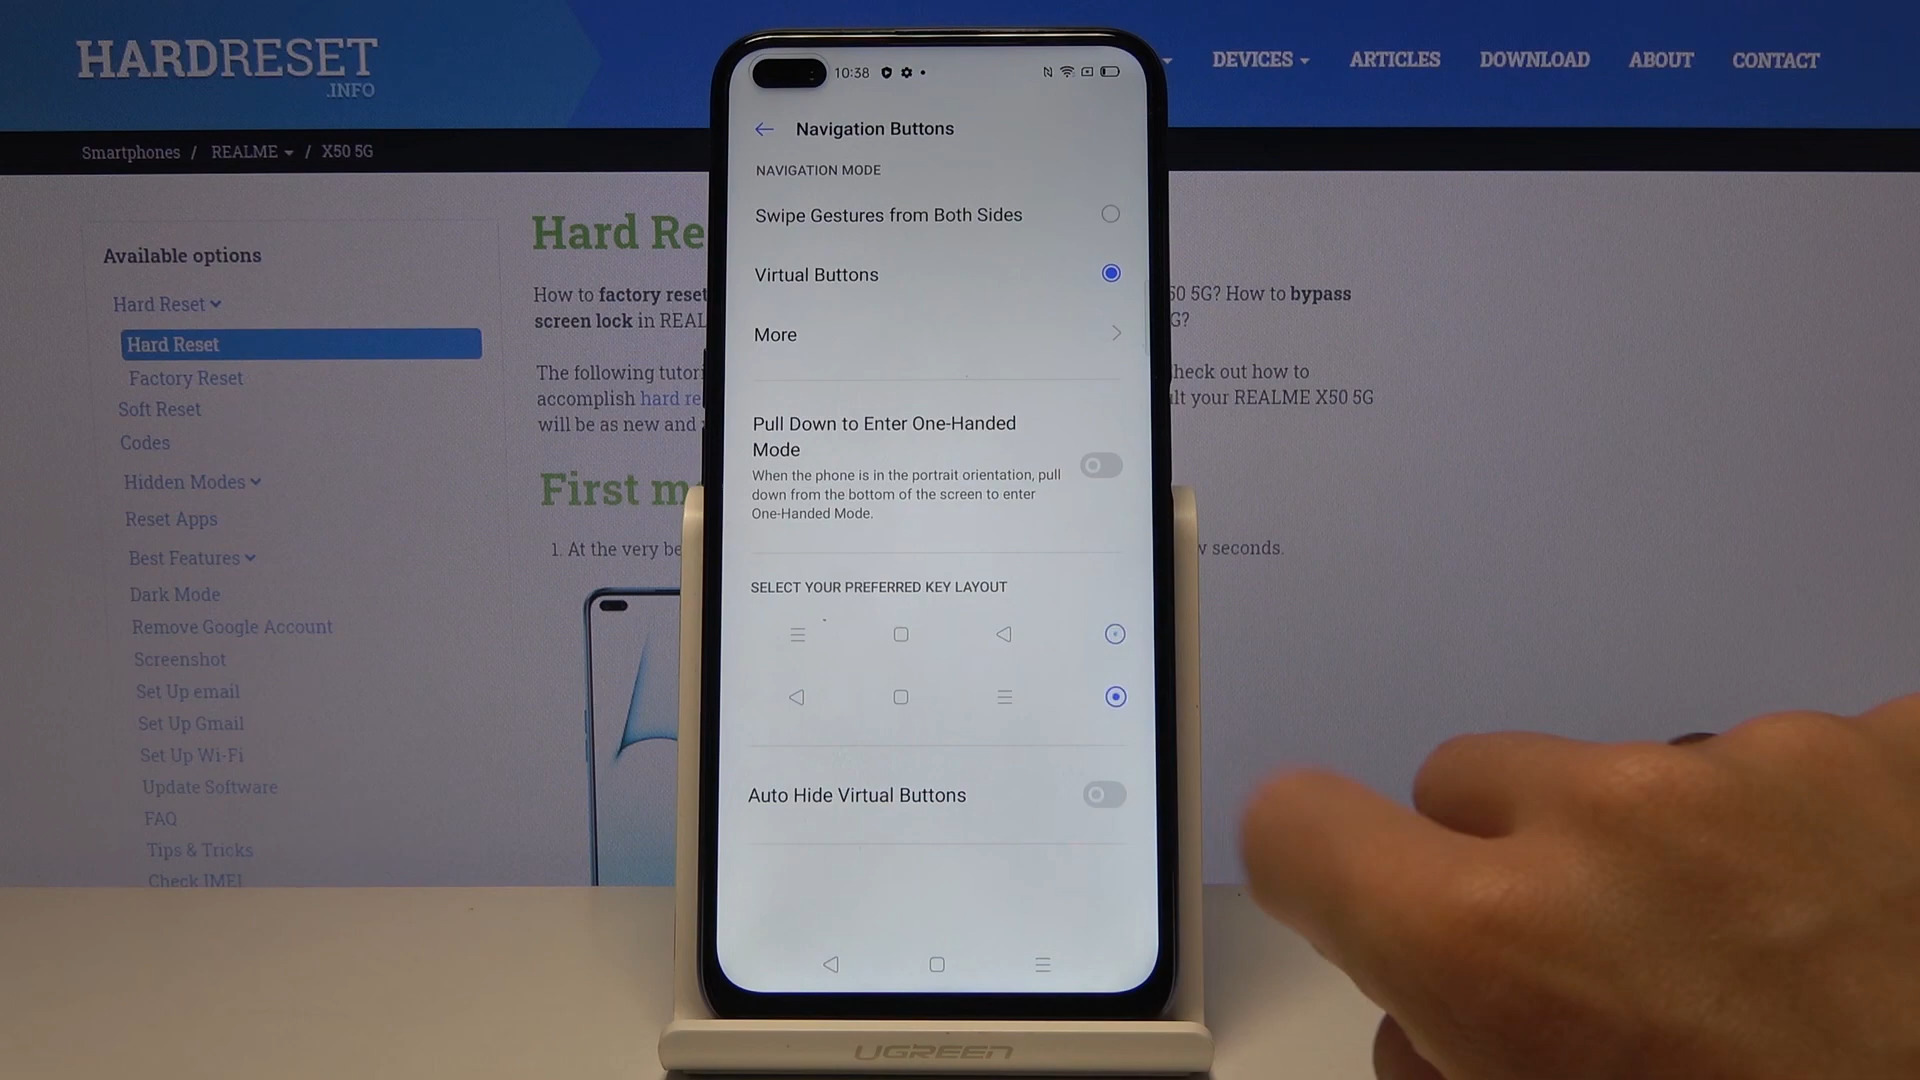 HARDRESET
.INFO
DEVICES
ARTICLES
DOWNLOAD
ABOUT
CONTACT
Smartphones / REALME / X50 5G
Available options
Hard Reset
Hard Reset
Factory Reset
Soft Reset
Codes
Hidden Modes
Reset Apps
Best Features
Dark Mode
Remove Google Account
Screenshot
Set Up email
Set Up Gmail
Set Up Wi-Fi
Update Software
FAQ
Tips & Tricks
Check IMEI
Hard Re
How to factory reset
50 5G? How to bypass
screen lock in REAL
G?
The following tutori
heck out how to
accomplish hard re
lt your REALME X50 5G
will be as new and
First m
1. At the very be
w seconds.
10:38
Navigation Buttons
NAVIGATION MODE
Swipe Gestures from Both Sides
Virtual Buttons
More
Pull Down to Enter One-Handed
Mode
When the phone is in the portrait orientation, pull
down from the bottom of the screen to enter
One-Handed Mode.
SELECT YOUR PREFERRED KEY LAYOUT
Auto Hide Virtual Buttons
UGREEN